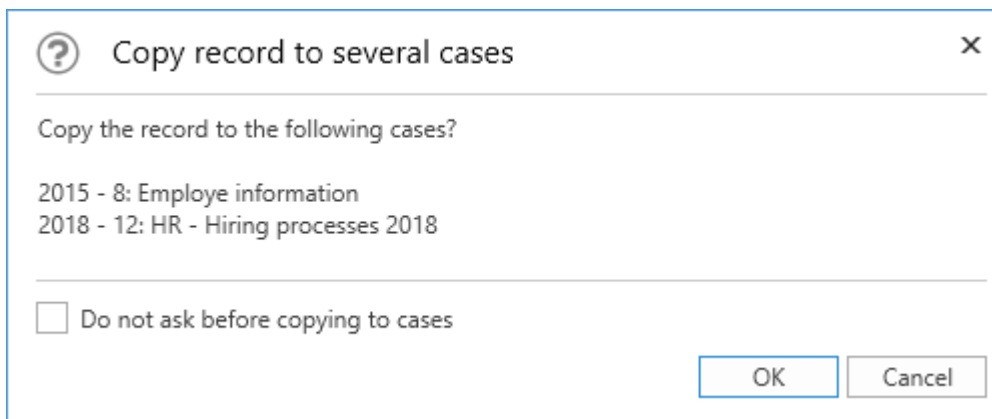 Copy record to several cases
Copy the record to the following cases?
2015 - 8: Employe information
2018 - 12: HR - Hiring processes 2018
Do not ask before copying to cases
OK Cancel